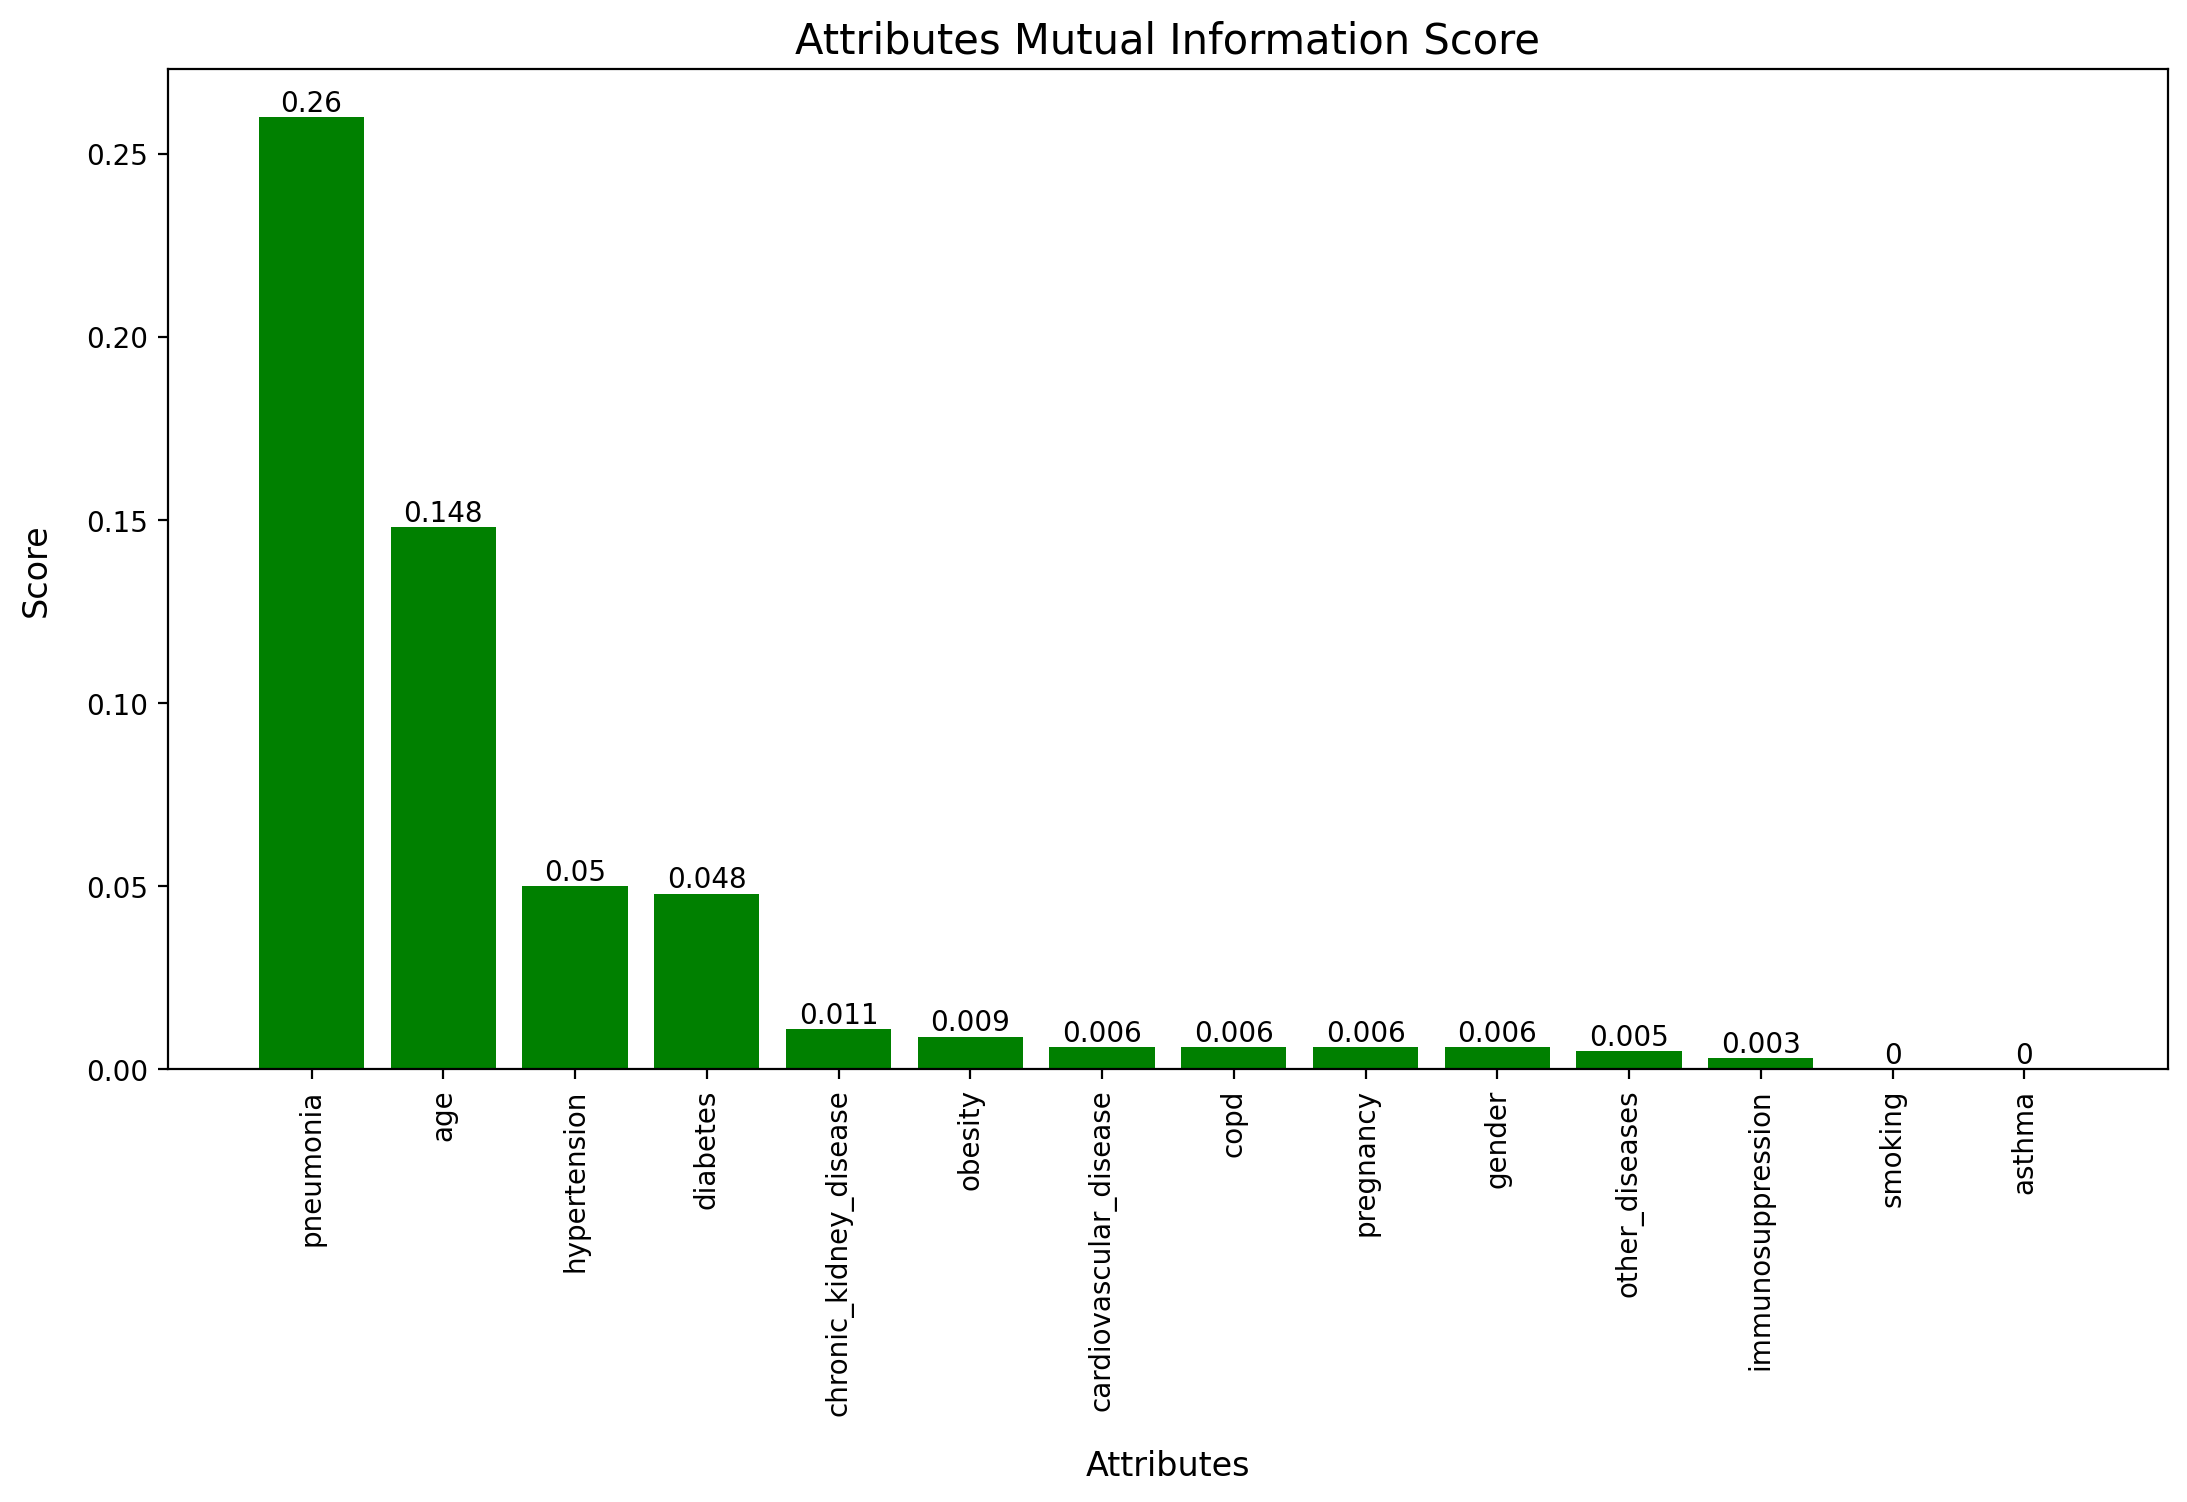 Attributes Mutual Information Score
Score
0.25
0.20
0.15
0.10
0.05
0.00
0.26
0.148
0.05
0.048
0.011
0.009
0.006
0.006
0.006
0.006
0.005
0.003
0
0
pneumonia
age
hypertension
diabetes
chronic_kidney_disease
obesity
cardiovascular_disease
copd
pregnancy
gender
other_diseases
immunosuppression
smoking
asthma
Attributes